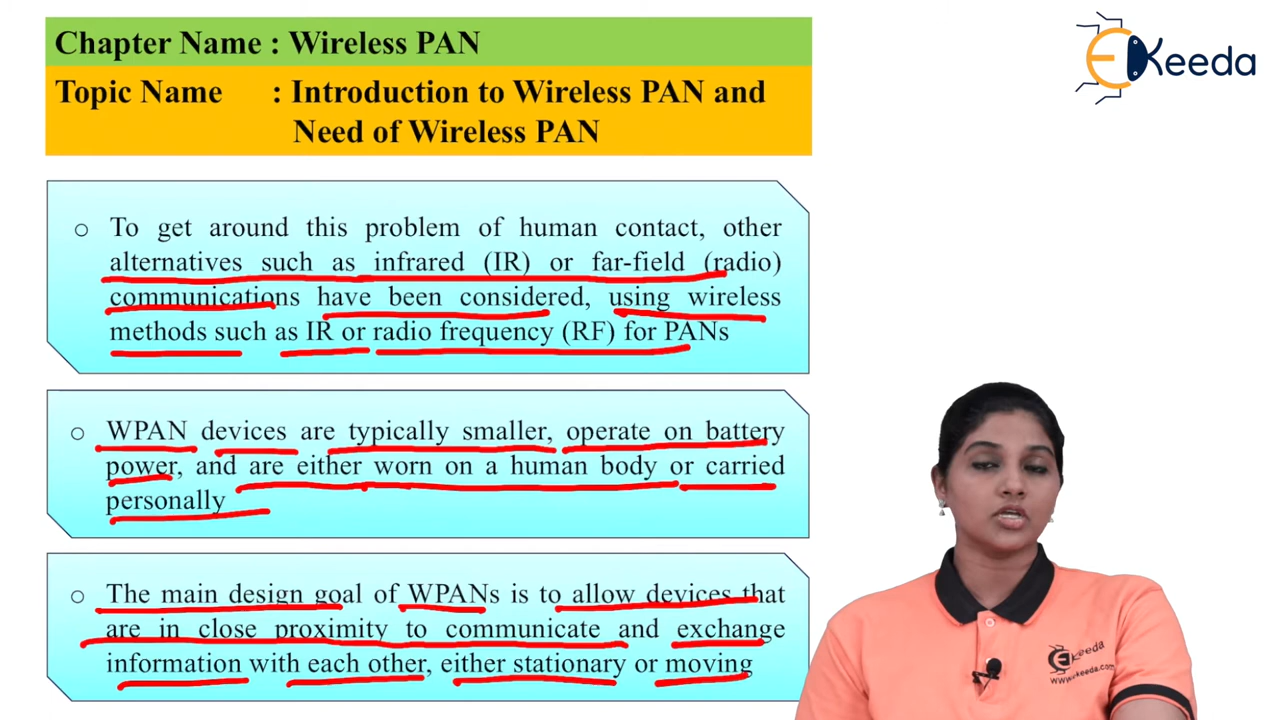 Chapter Name : Wireless PAN
Topic Name : Introduction to Wireless PAN and
Need of Wireless PAN
EKeeda
o To get around this problem of human contact, other
alternatives such as infrared (IR) or far-field (radio)
communications have been considered, using wireless
methods such as IR or radio frequency (RF) for PANs
o WPAN devices are typically smaller, operate on battery
power, and are either worn on a human body or carried
personally
o The main design goal of WPANs is to allow devices that
are in close proximity to communicate and exchange
information with each other, either stationary or moving
Ekeeda
www.ekeeda.com